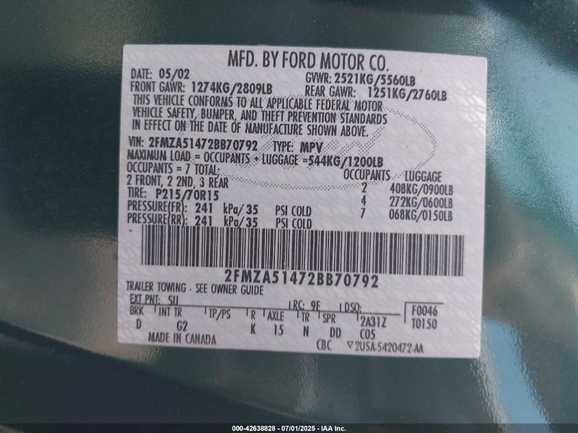 MFD. BY FORD MOTOR CO.
DATE: 05/02 GVWR: 2521KG/5560LB
FRONT GAWR: 1274KG/2809LB REAR GAWR: 1251KG/2760LB
THIS VEHICLE CONFORMS TO ALL APPLICABLE FEDERAL MOTOR
VEHICLE SAFETY, BUMPER, AND THEFT PREVENTION STANDARDS
IN EFFECT ON THE DATE OF MANUFACTURE SHOWN ABOVE.
VIN: 2FMZA51472BB70792 TYPE: MPV
MAXIMUM LOAD = OCCUPANTS + LUGGAGE = 544KG/1200LB
OCCUPANTS = 7 TOTAL: OCCUPANTS LUGGAGE
2 FRONT, 2 2ND, 3 REAR 2 408KG/0900LB
TIRE: P215/70R15 4 272KG/0600LB
PRESSURE(FR): 241 kPa/35 PSI COLD 7 068KG/0150LB
PRESSURE(RR): 241 kPa/35 PSI COLD
2FMZA51472BB70792
TRAILER TOWING - SEE OWNER GUIDE
EXT PNT: SU RC: 9E DSO: F0046
BRK INT TR TP/PS R AXLE TR SPR 2A31Z T0150
D G2 K 15 N DD C05
MADE IN CANADA CBC 2USA-5420472-AA
000-42638828 - 07/01/2025 - IAA Inc.